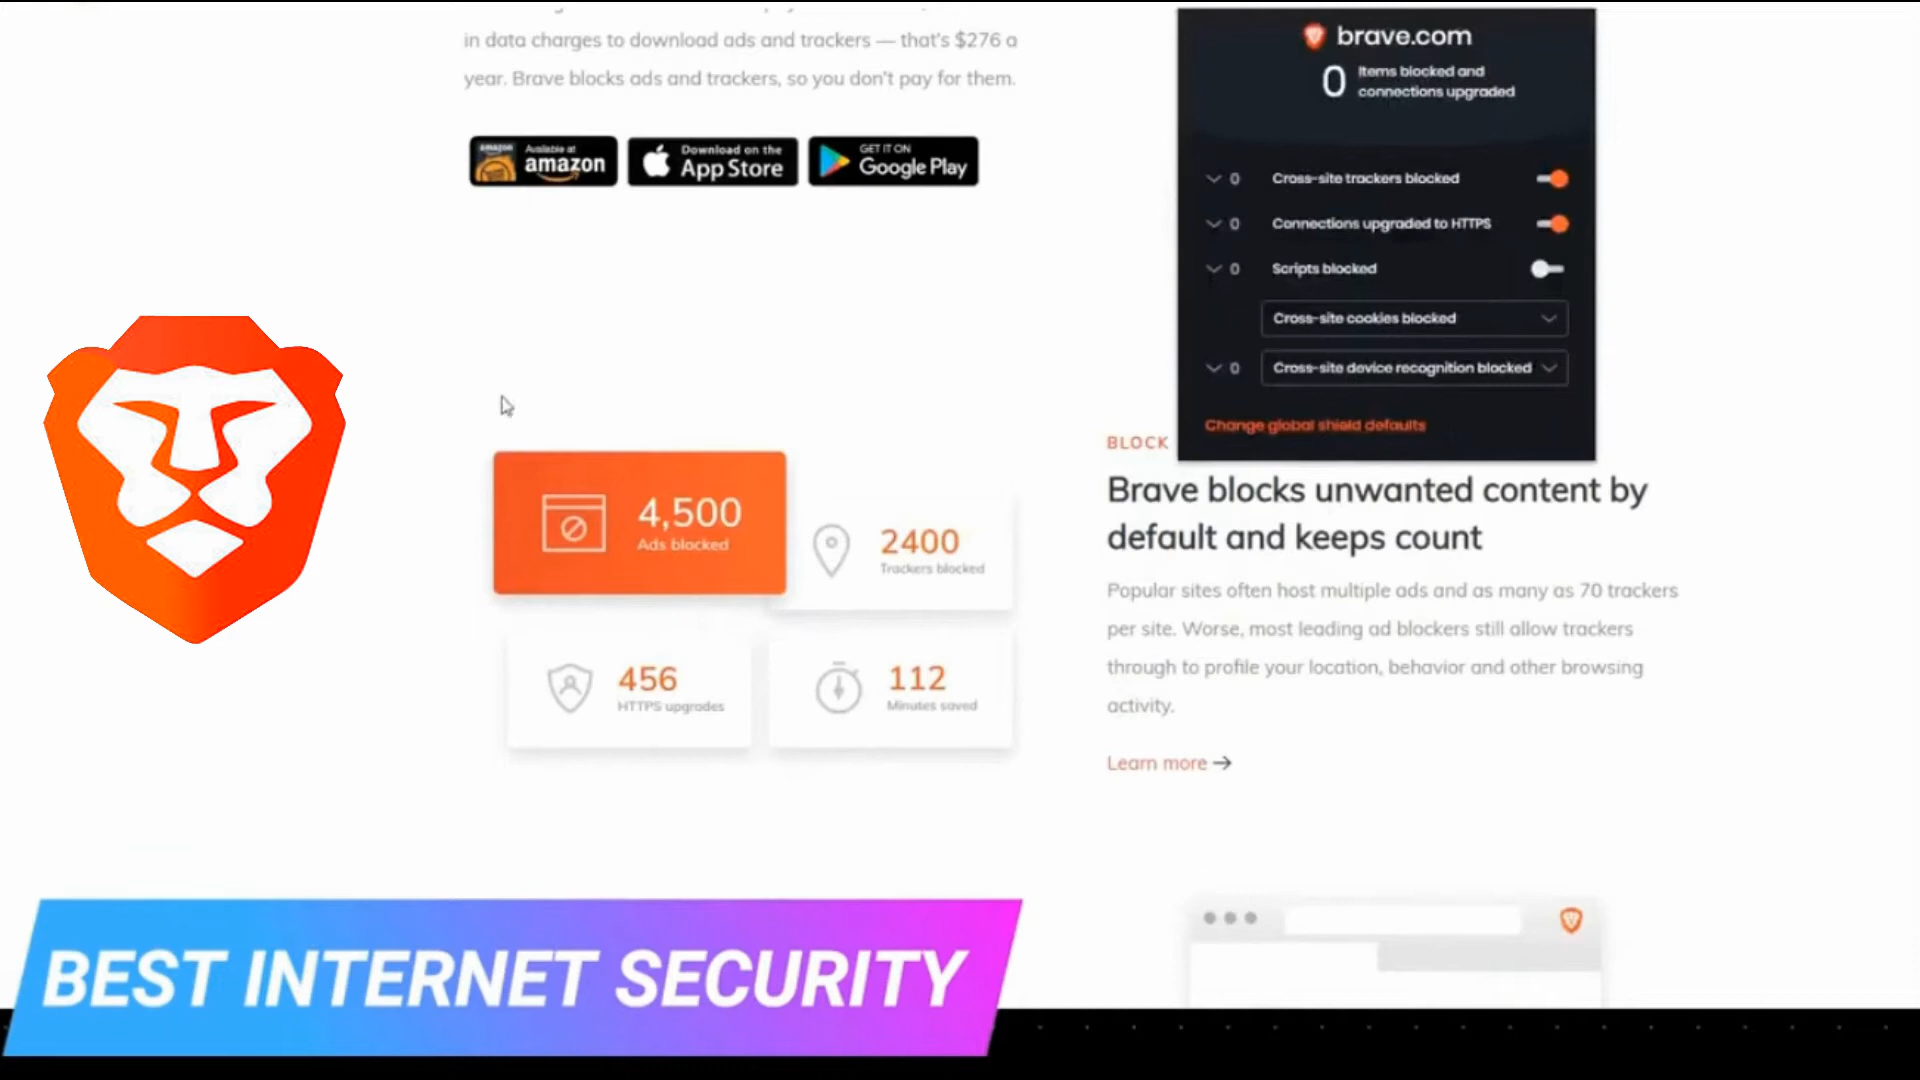 in data charges to download ads and trackers — that's $276 a
year. Brave blocks ads and trackers, so you don't pay for them.
amazon
Available at
amazon
Download on the
App Store
GET IT ON
Google Play
brave.com
0
Items blocked and
connections upgraded
0 Cross-site trackers blocked
0 Connections upgraded to HTTPS
0 Scripts blocked
Cross-site cookies blocked
0 Cross-site device recognition blocked
Change global shield defaults
4,500
Ads blocked
2400
Trackers blocked
456
HTTPS upgrades
112
Minutes saved
BLOCK
Brave blocks unwanted content by
default and keeps count
Popular sites often host multiple ads and as many as 70 trackers
per site. Worse, most leading ad blockers still allow trackers
through to profile your location, behavior and other browsing
activity.
Learn more →
BEST INTERNET SECURITY